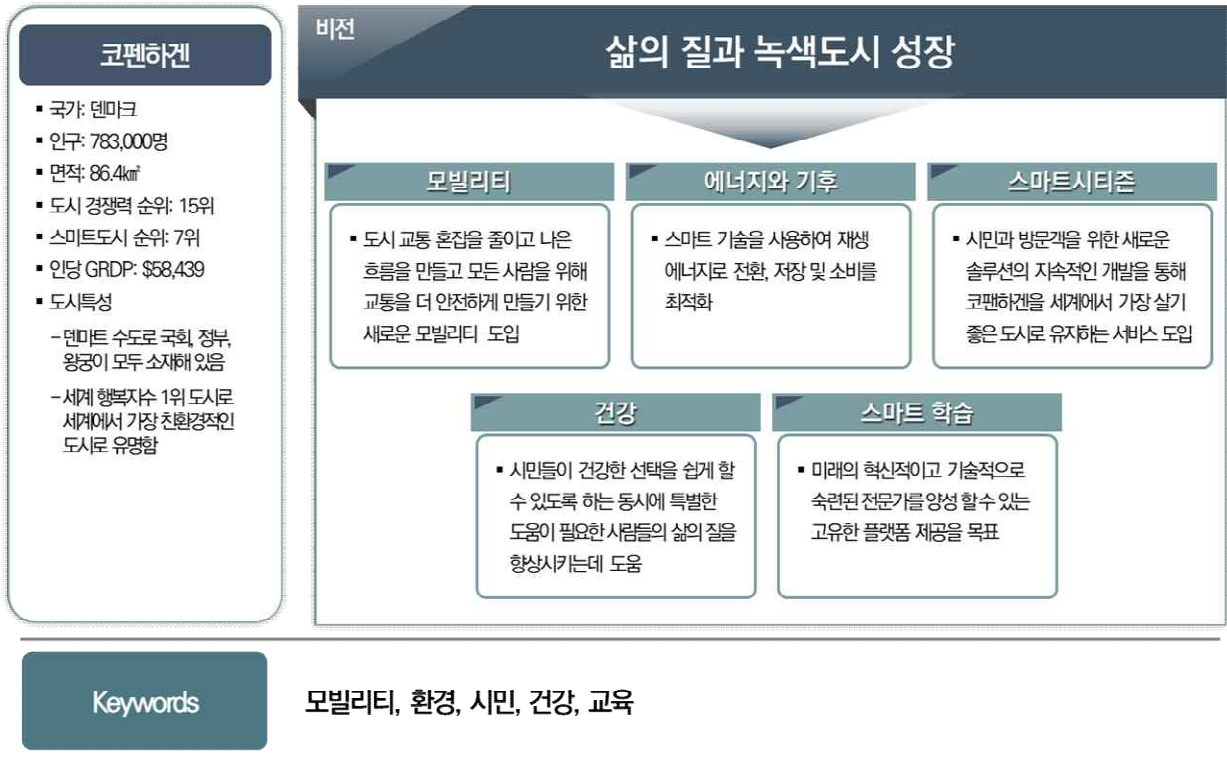 코펜하겐
▪ 국가: 덴마크
▪ 인구: 783,000명
▪ 면적: 86.4㎢
▪ 도시 경쟁력 순위: 15위
▪ 스미트도시 순위: 7위
▪ 인당 GRDP: $58,439
▪ 도시특성
– 덴마트 수도로 국회, 정부,
왕궁이 모두 소재해 있음
– 세계 행복지수 1위 도시로
세계에서 가장 친환경적인
도시로 유명함
비전
삶의 질과 녹색도시 성장
모빌리티
▪ 도시 교통 혼잡을 줄이고 나은
흐름을 만들고 모든 사람을 위해
교통을 더 안전하게 만들기 위한
새로운 모빌리티 도입
에너지와 기후
▪ 스마트 기술을 사용하여 재생
에너지로 전환, 저장 및 소비를
최적화
스마트시티즌
▪ 시민과 방문객을 위한 새로운
솔루션의 지속적인 개발을 통해
코팬하겐을 세계에서 가장 살기
좋은 도시로 유지하는 서비스 도입
건강
▪ 시민들이 건강한 선택을 쉽게 할
수 있도록 하는 동시에 특별한
도움이 필요한 사람들의 삶의 질을
향상시키는데 도움
스마트 학습
▪ 미래의 혁신적이고 기술적으로
숙련된 전문가를 양성 할 수 있는
고유한 플랫폼 제공을 목표
Keywords
모빌리티, 환경, 시민, 건강, 교육